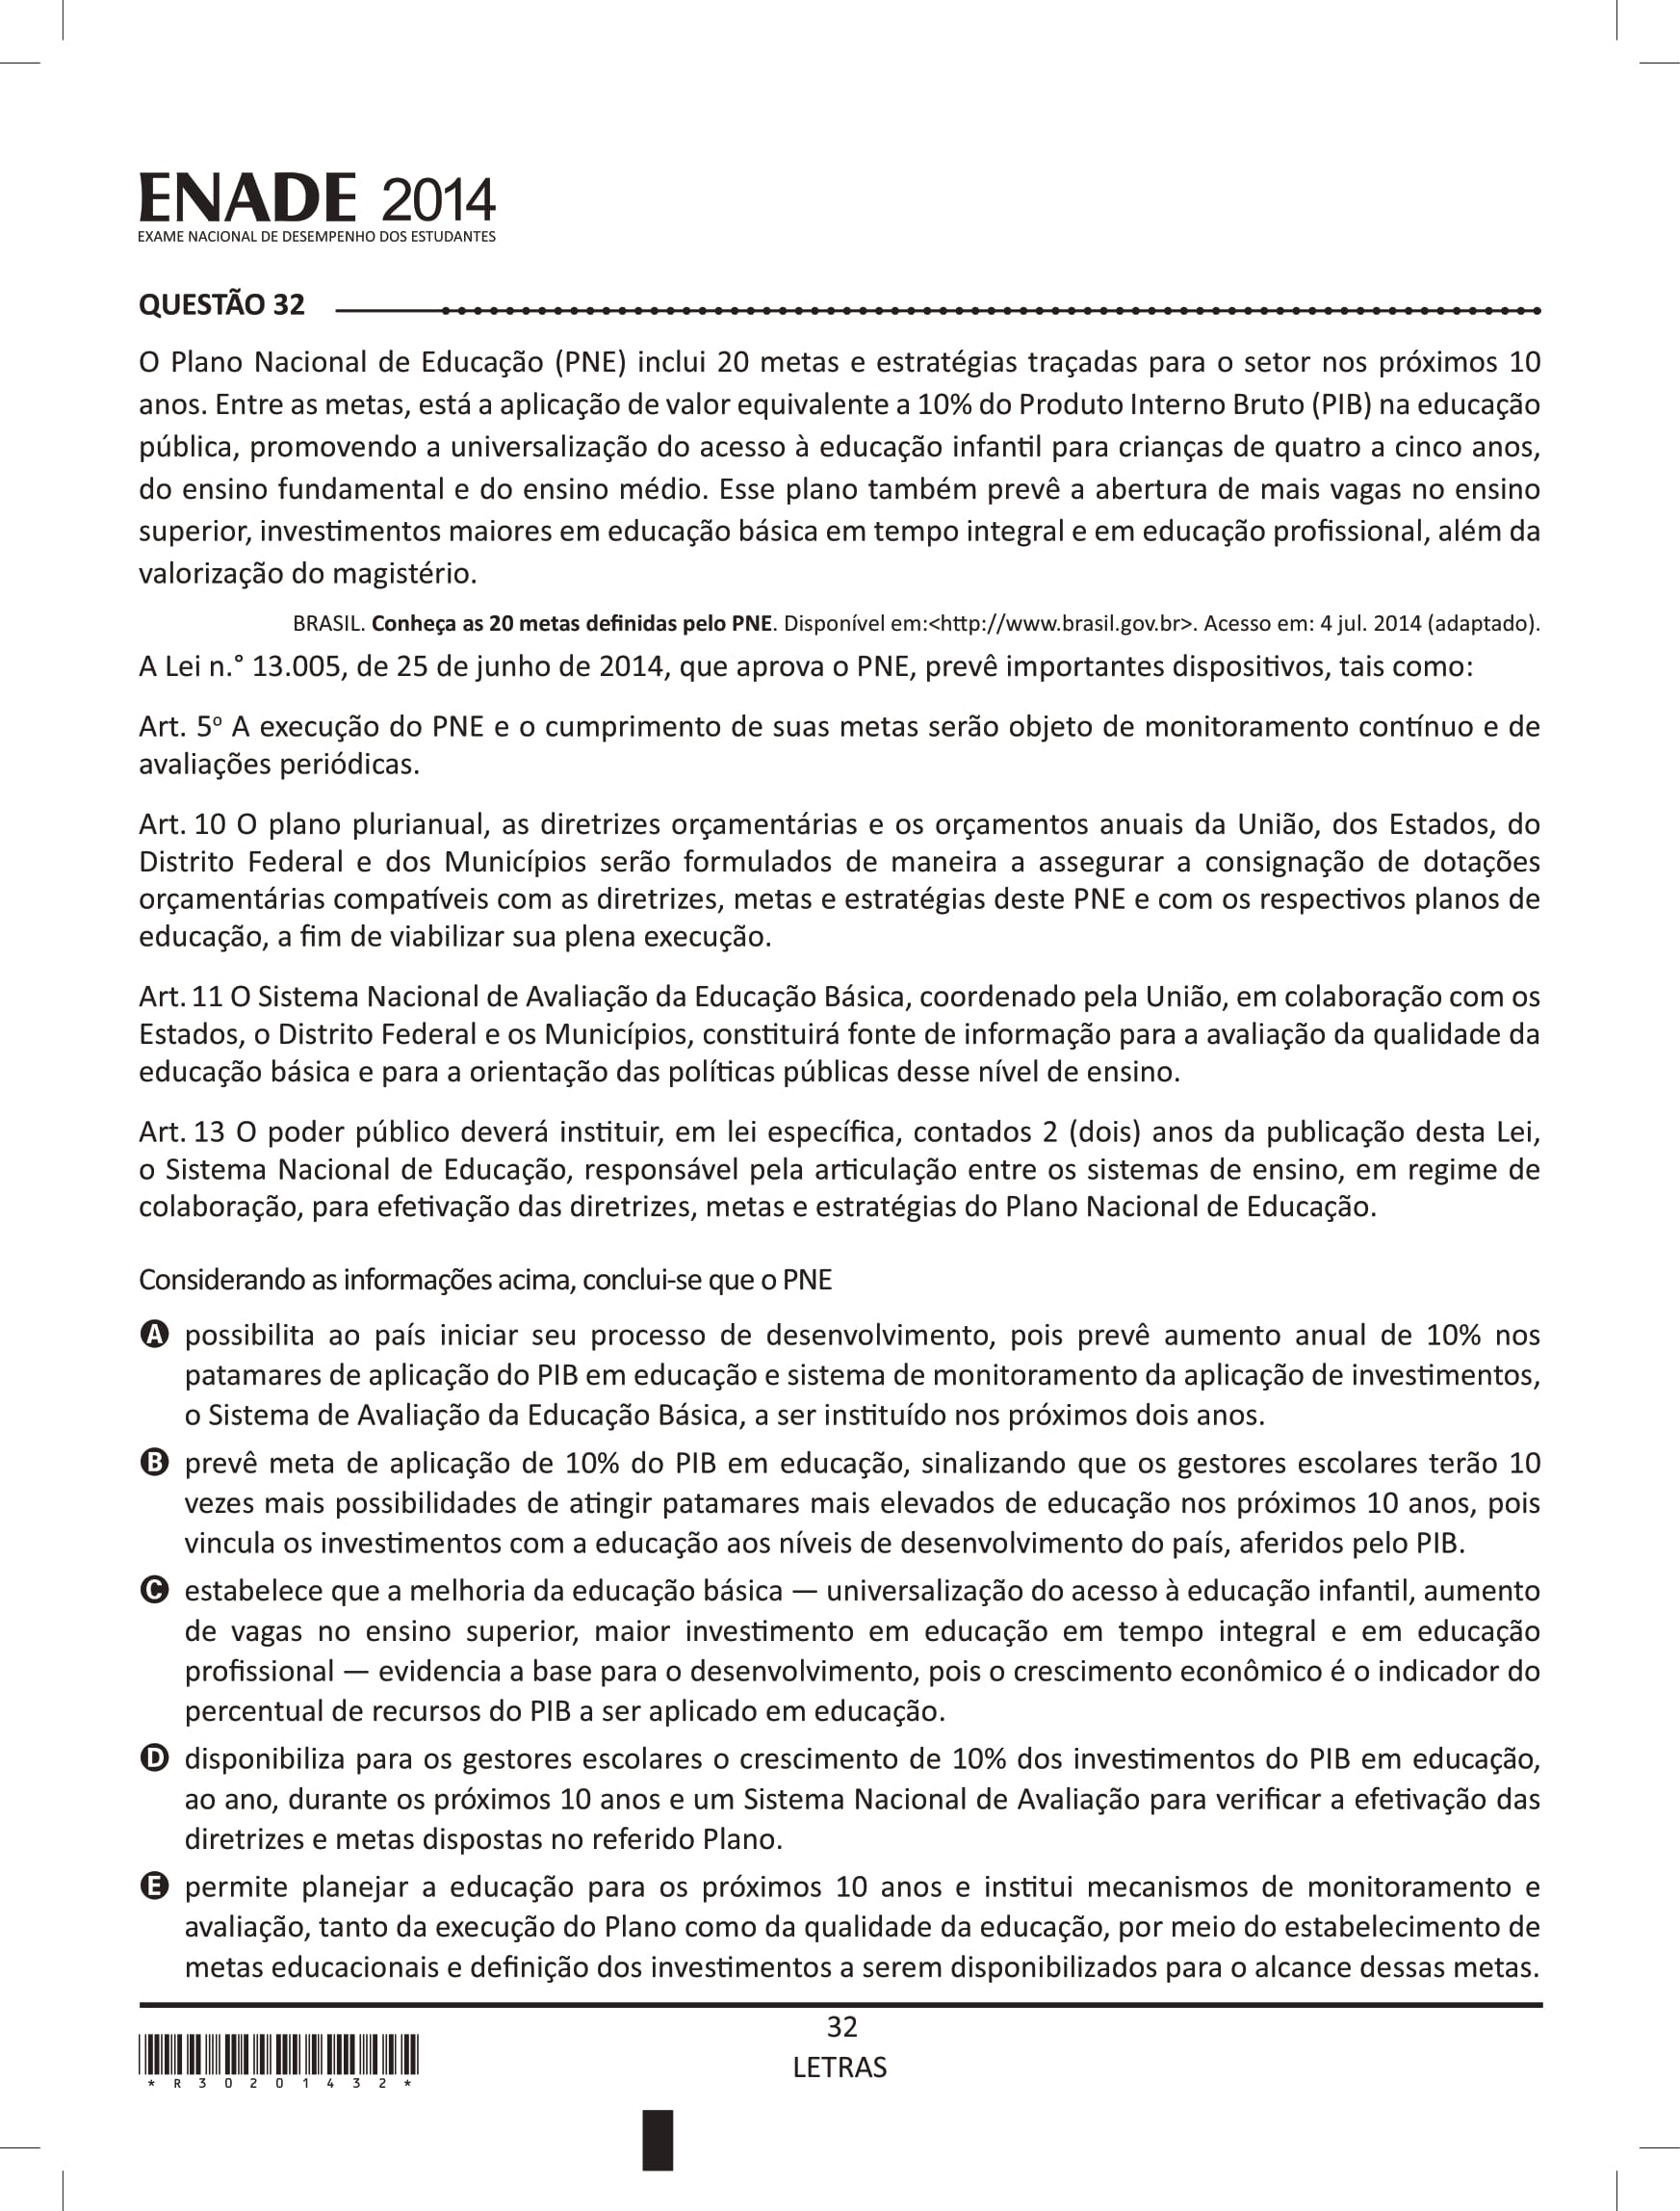 ENADE 2014
EXAME NACIONAL DE DESEMPENHO DOS ESTUDANTES
QUESTÃO 32
O Plano Nacional de Educação (PNE) inclui 20 metas e estratégias traçadas para o setor nos próximos 10
anos. Entre as metas, está a aplicação de valor equivalente a 10% do Produto Interno Bruto (PIB) na educação
pública, promovendo a universalização do acesso à educação infantil para crianças de quatro a cinco anos,
do ensino fundamental e do ensino médio. Esse plano também prevê a abertura de mais vagas no ensino
superior, investimentos maiores em educação básica em tempo integral e em educação profissional, além da
valorização do magistério.
BRASIL. Conheça as 20 metas definidas pelo PNE. Disponível em:<http://www.brasil.gov.br>. Acesso em: 4 jul. 2014 (adaptado).
A Lei n.° 13.005, de 25 de junho de 2014, que aprova o PNE, prevê importantes dispositivos, tais como:
Art. 5º A execução do PNE e o cumprimento de suas metas serão objeto de monitoramento contínuo e de
avaliações periódicas.
Art. 10 O plano plurianual, as diretrizes orçamentárias e os orçamentos anuais da União, dos Estados, do
Distrito Federal e dos Municípios serão formulados de maneira a assegurar a consignação de dotações
orçamentárias compatíveis com as diretrizes, metas e estratégias deste PNE e com os respectivos planos de
educação, a fim de viabilizar sua plena execução.
Art. 11 O Sistema Nacional de Avaliação da Educação Básica, coordenado pela União, em colaboração com os
Estados, o Distrito Federal e os Municípios, constituirá fonte de informação para a avaliação da qualidade da
educação básica e para a orientação das políticas públicas desse nível de ensino.
Art. 13 O poder público deverá instituir, em lei específica, contados 2 (dois) anos da publicação desta Lei,
o Sistema Nacional de Educação, responsável pela articulação entre os sistemas de ensino, em regime de
colaboração, para efetivação das diretrizes, metas e estratégias do Plano Nacional de Educação.
Considerando as informações acima, conclui-se que o PNE
A possibilita ao país iniciar seu processo de desenvolvimento, pois prevê aumento anual de 10% nos
patamares de aplicação do PIB em educação e sistema de monitoramento da aplicação de investimentos,
o Sistema de Avaliação da Educação Básica, a ser instituído nos próximos dois anos.
B prevê meta de aplicação de 10% do PIB em educação, sinalizando que os gestores escolares terão 10
vezes mais possibilidades de atingir patamares mais elevados de educação nos próximos 10 anos, pois
vincula os investimentos com a educação aos níveis de desenvolvimento do país, aferidos pelo PIB.
C estabelece que a melhoria da educação básica — universalização do acesso à educação infantil, aumento
de vagas no ensino superior, maior investimento em educação em tempo integral e em educação
profissional — evidencia a base para o desenvolvimento, pois o crescimento econômico é o indicador do
percentual de recursos do PIB a ser aplicado em educação.
D disponibiliza para os gestores escolares o crescimento de 10% dos investimentos do PIB em educação,
ao ano, durante os próximos 10 anos e um Sistema Nacional de Avaliação para verificar a efetivação das
diretrizes e metas dispostas no referido Plano.
E permite planejar a educação para os próximos 10 anos e institui mecanismos de monitoramento e
avaliação, tanto da execução do Plano como da qualidade da educação, por meio do estabelecimento de
metas educacionais e definição dos investimentos a serem disponibilizados para o alcance dessas metas.
32
LETRAS
* R 3 0 2 0 1 4 3 2 *